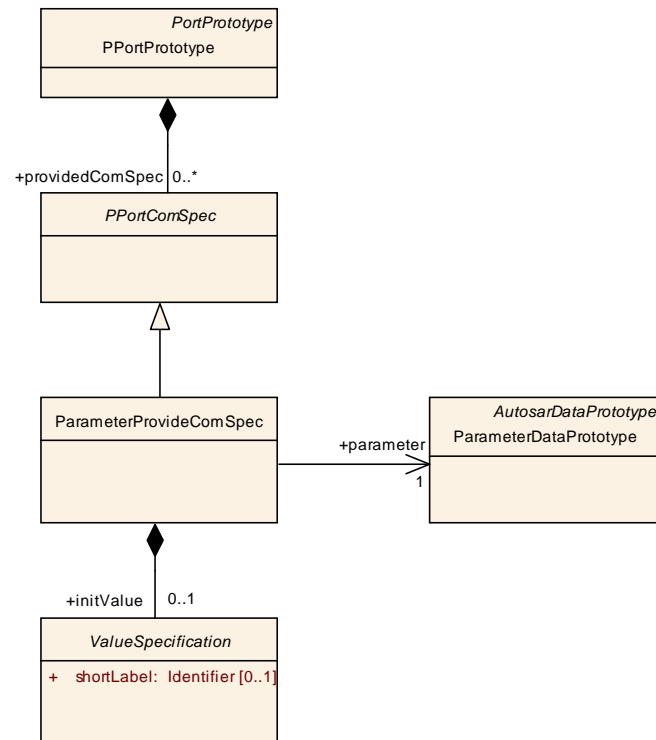 PortPrototype
PPortPrototype
+providedComSpec 0..*
PPortComSpec
ParameterProvideComSpec
+parameter
1
AutosarDataPrototype
ParameterDataPrototype
+initValue 0..1
ValueSpecification
+ shortLabel: Identifier [0..1]